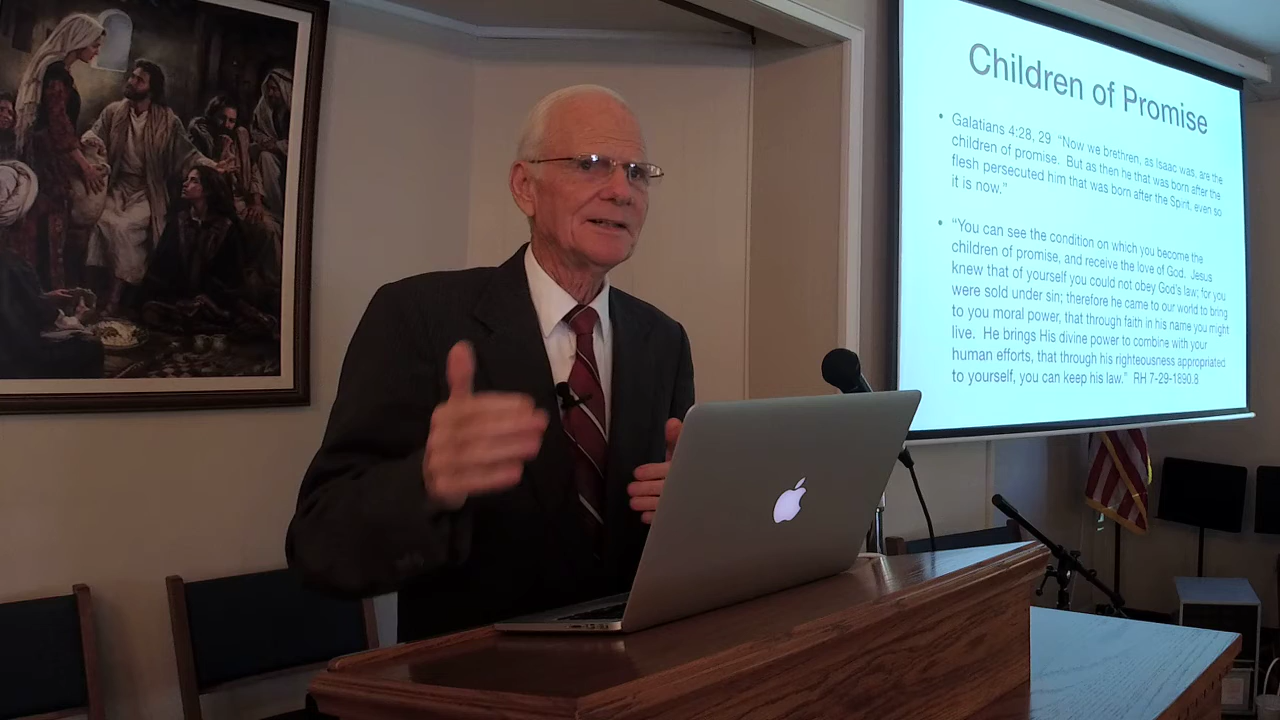 Children of Promise
• Galatians 4:28, 29 "Now we brethren, as Isaac was, are the
children of promise. But as then he that was born after the
flesh persecuted him that was born after the Spirit, even so
it is now."
• "You can see the condition on which you become the
children of promise, and receive the love of God. Jesus
knew that of yourself you could not obey God's law; for you
were sold under sin; therefore he came to our world to bring
to you moral power, that through faith in his name you might
live. He brings His divine power to combine with your
human efforts, that through his righteousness appropriated
to yourself, you can keep his law." RH 7-29-1890.8